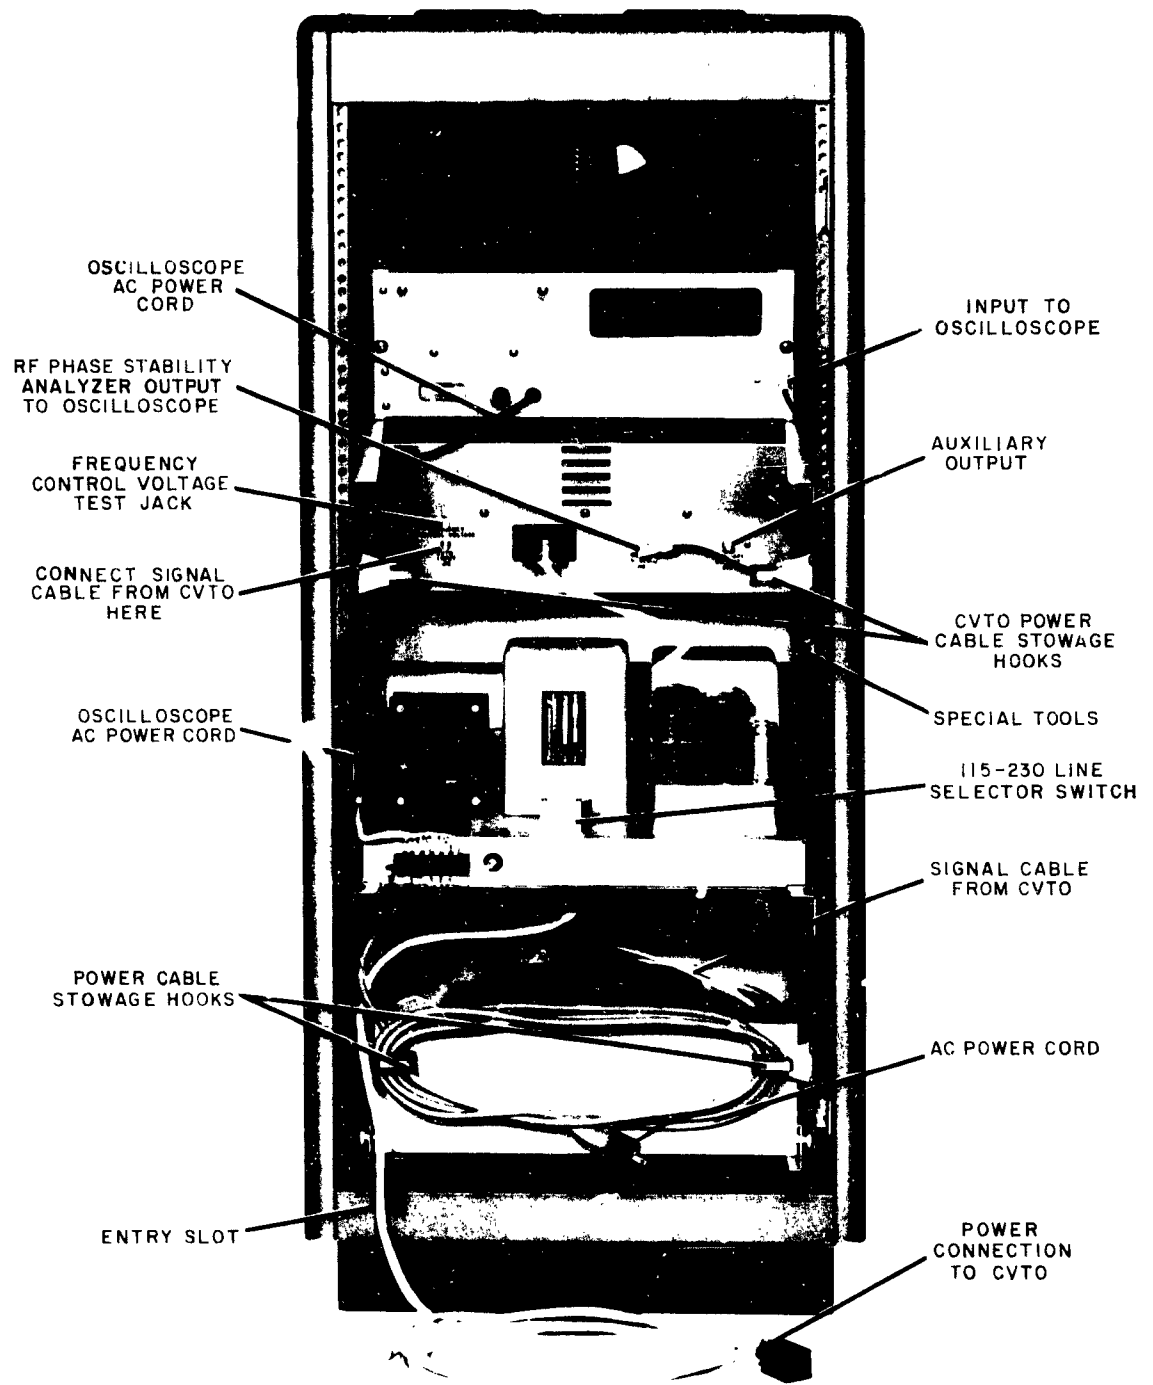 OSCILLOSCOPE
AC POWER
CORD
RF PHASE STABILITY
ANALYZER OUTPUT
TO OSCILLOSCOPE
FREQUENCY
CONTROL VOLTAGE
TEST JACK
CONNECT SIGNAL
CABLE FROM CVTO
HERE
OSCILLOSCOPE
AC POWER CORD
POWER CABLE
STOWAGE HOOKS
ENTRY SLOT
INPUT TO
OSCILLOSCOPE
AUXILIARY
OUTPUT
CVTO POWER
CABLE STOWAGE
HOOKS
SPECIAL TOOLS
115-230 LINE
SELECTOR SWITCH
SIGNAL CABLE
FROM CVTO
AC POWER CORD
POWER
CONNECTION
TO CVTO